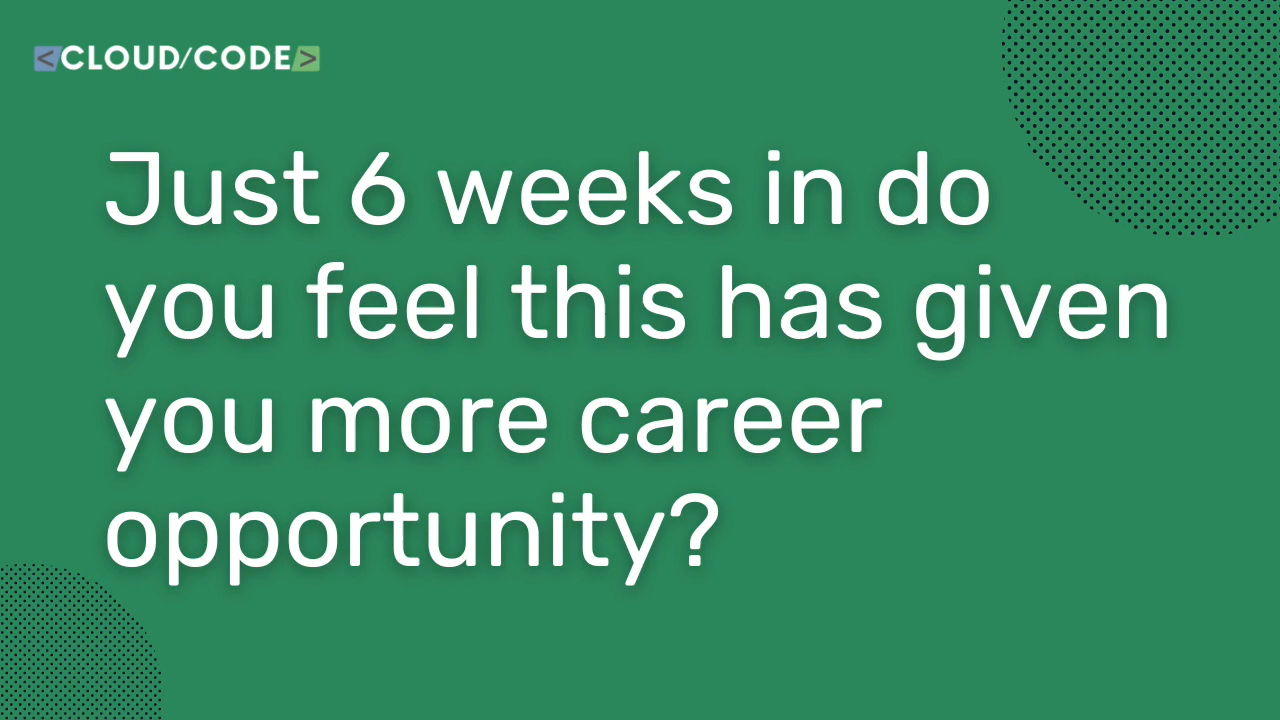 <CLOUD/CODE>
Just 6 weeks in do
you feel this has given
you more career
opportunity?